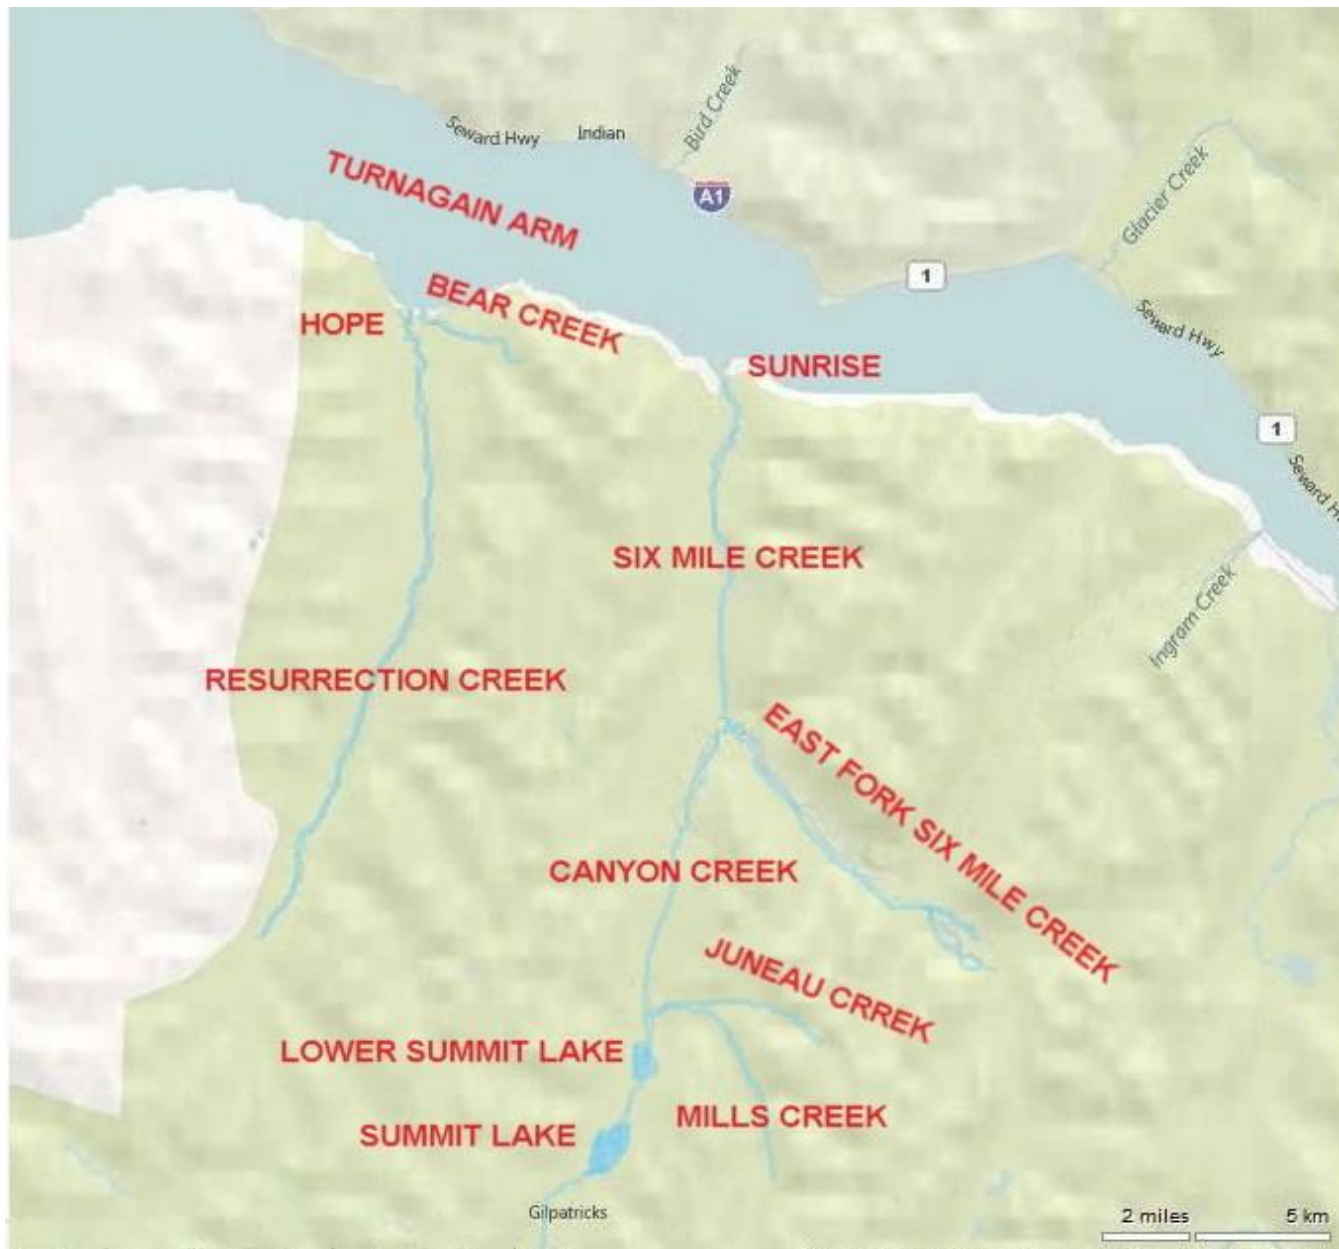 Seward Hwy
Indian
Bird Creek
A1
Glacier Creek
TURNAGAIN ARM
1
BEAR CREEK
HOPE
SUNRISE
Seward Hwy
1
Seward H
SIX MILE CREEK
Ingram Creek
RESURRECTION CREEK
EAST FORK SIX MILE CREEK
CANYON CREEK
JUNEAU CRREK
LOWER SUMMIT LAKE
MILLS CREEK
SUMMIT LAKE
Gilpatricks
2 miles
5 km